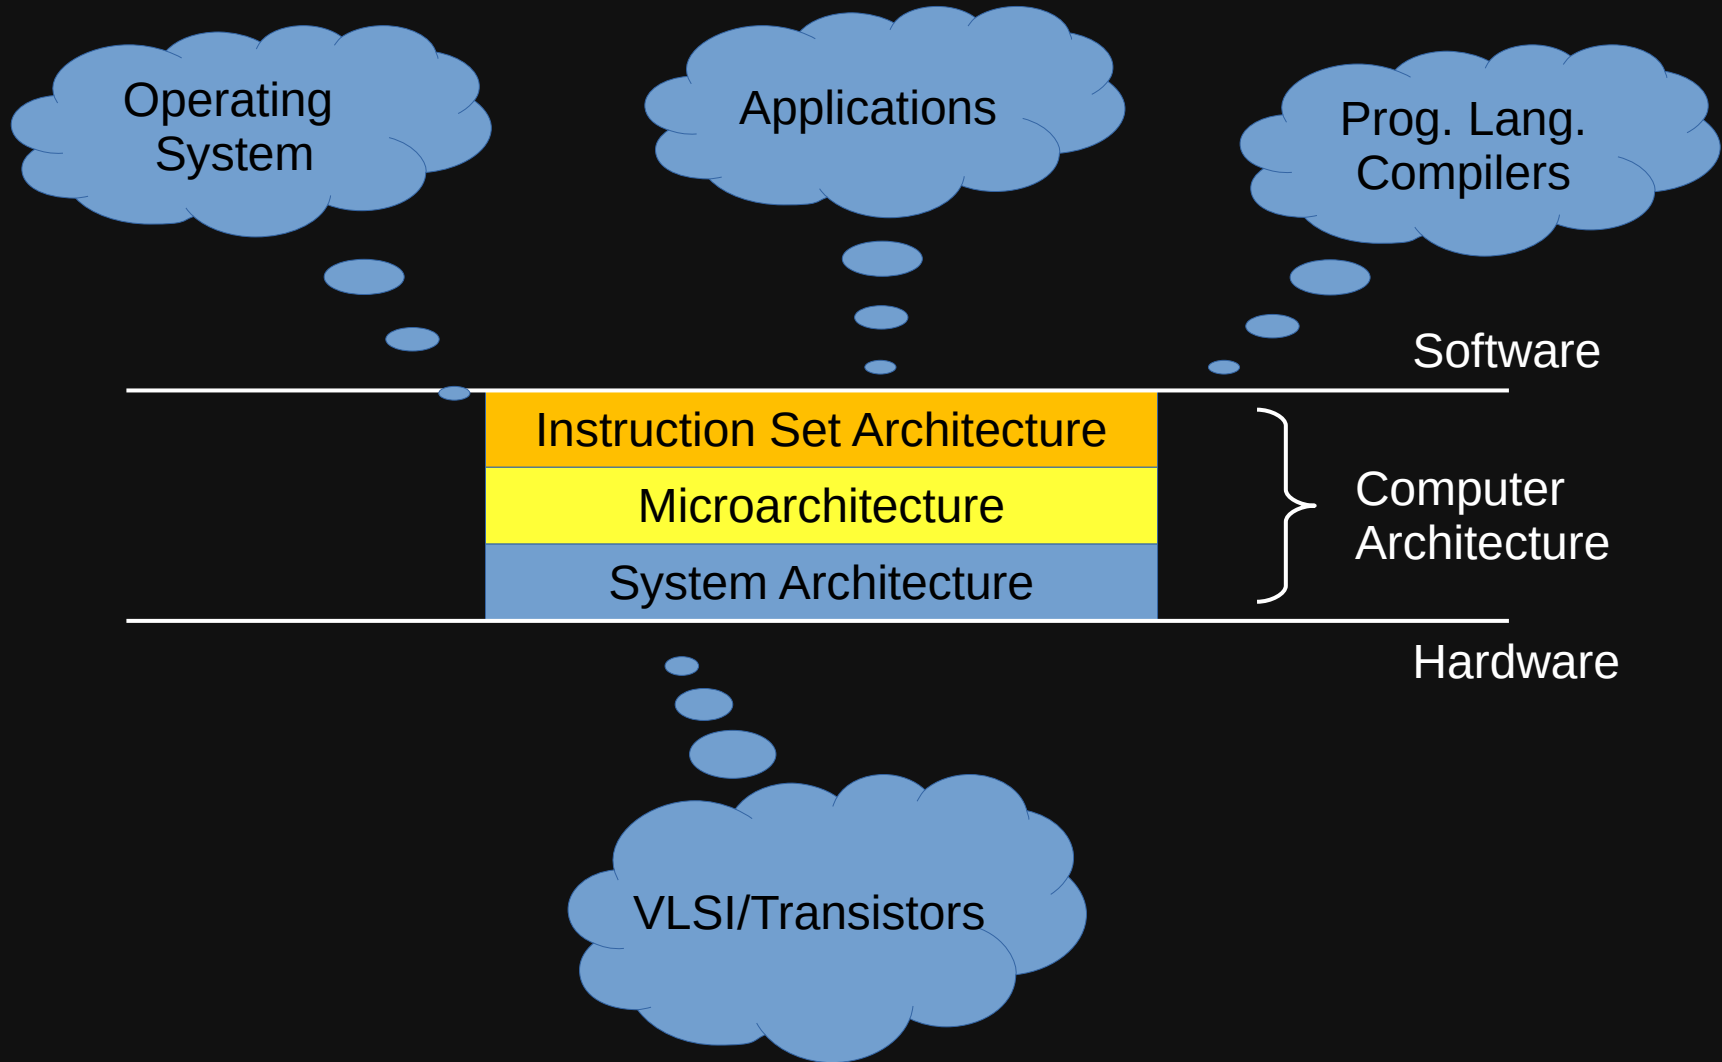 Operating
System
Applications
Prog. Lang.
Compilers
Software
Instruction Set Architecture
Microarchitecture
System Architecture
Computer
Architecture
Hardware
VLSI/Transistors